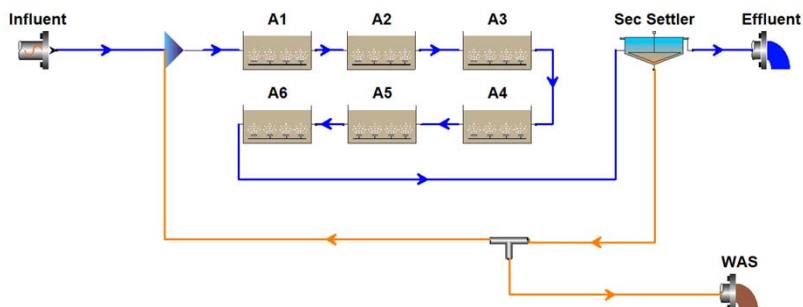 Influent
A1
A2
A3
Sec Settler
Effluent
A6
A5
A4
WAS